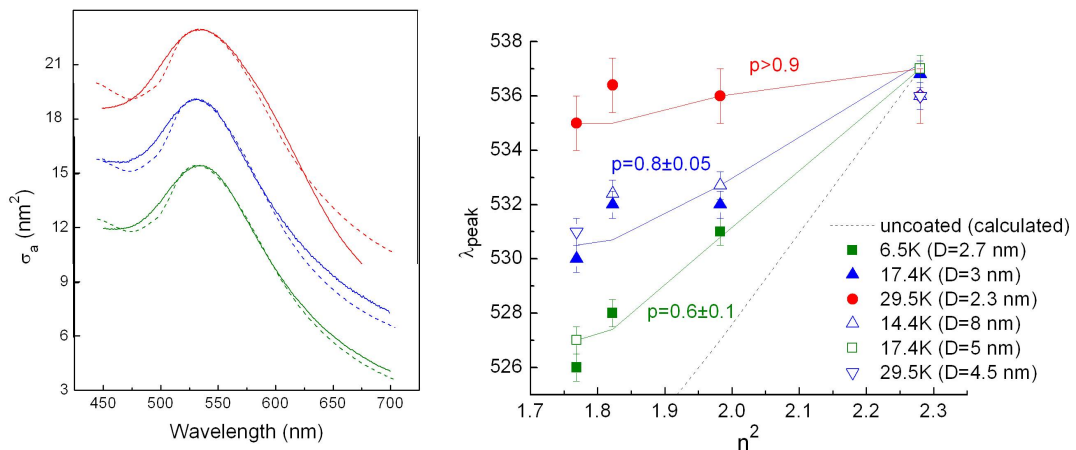 21
18
15
12
9
6
3
σa (nm²)
450 500 550 600 650 700
Wavelength (nm)
538
536
534
532
530
528
526
λpeak
p>0.9
p=0.8±0.05
p=0.6±0.1
uncoated (calculated)
6.5K (D=2.7 nm)
17.4K (D=3 nm)
29.5K (D=2.3 nm)
14.4K (D=8 nm)
17.4K (D=5 nm)
29.5K (D=4.5 nm)
1.7 1.8 1.9 2.0 2.1 2.2 2.3
n²